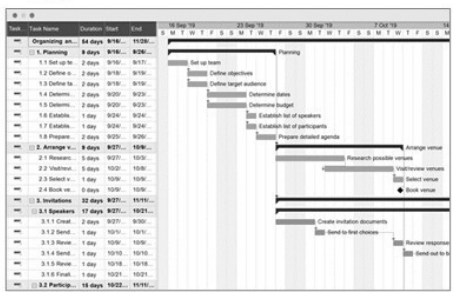 Task... Task Name Duration Start End
16 Sep '19 23 Sep '19 30 Sep '19 7 Oct '19 14
S M T W T F S S M T W T F S S M T W T F S S M T W T F S S M
Organizing an... 54 days 9/16/... 11/29/...
1. Planning 9 days 9/16/... 9/26/... Planning
1.1 Set up te... 2 days 9/16/... 9/17/... Set up team
1.2 Define o... 2 days 9/18/... 9/19/... Define objectives
1.3 Define ta... 2 days 9/18/... 9/19/... Define target audience
1.4 Determi... 2 days 9/20/... 9/23/... Determine dates
1.5 Determi... 2 days 9/20/... 9/23/... Determine budget
1.6 Establis... 1 day 9/24/... 9/24/... Establish list of speakers
1.7 Establis... 1 day 9/24/... 9/24/... Establish list of participants
1.8 Prepare... 2 days 9/25/... 9/26/... Prepare detailed agenda
2. Arrange v... 9 days 9/27/... 10/9/... Arrange venue
2.1 Researc... 5 days 9/27/... 10/3/... Research possible venues
2.2 Visit/revi... 5 days 10/2/... 10/8/... Visit/review venues
2.3 Select v... 1 day 10/9/... 10/9/... Select venue
2.4 Book ve... 0 days 10/9/... 10/9/... Book venue
3. Invitations 32 days 9/27/... 11/11/...
3.1 Speakers 17 days 9/27/... 10/21...
3.1.1 Creat... 2 days 9/27/... 9/30/... Create invitation documents
3.1.2 Send... 1 day 10/1/... 10/1/... Send to first choices
3.1.3 Revie... 1 day 10/9/... 10/9/... Review response
3.1.4 Send... 1 day 10/10... 10/10... Send out to b
3.1.5 Revie... 1 day 10/18... 10/18...
3.1.6 Finali... 1 day 10/21... 10/21...
3.2 Particip... 16 days 10/22... 11/11/...